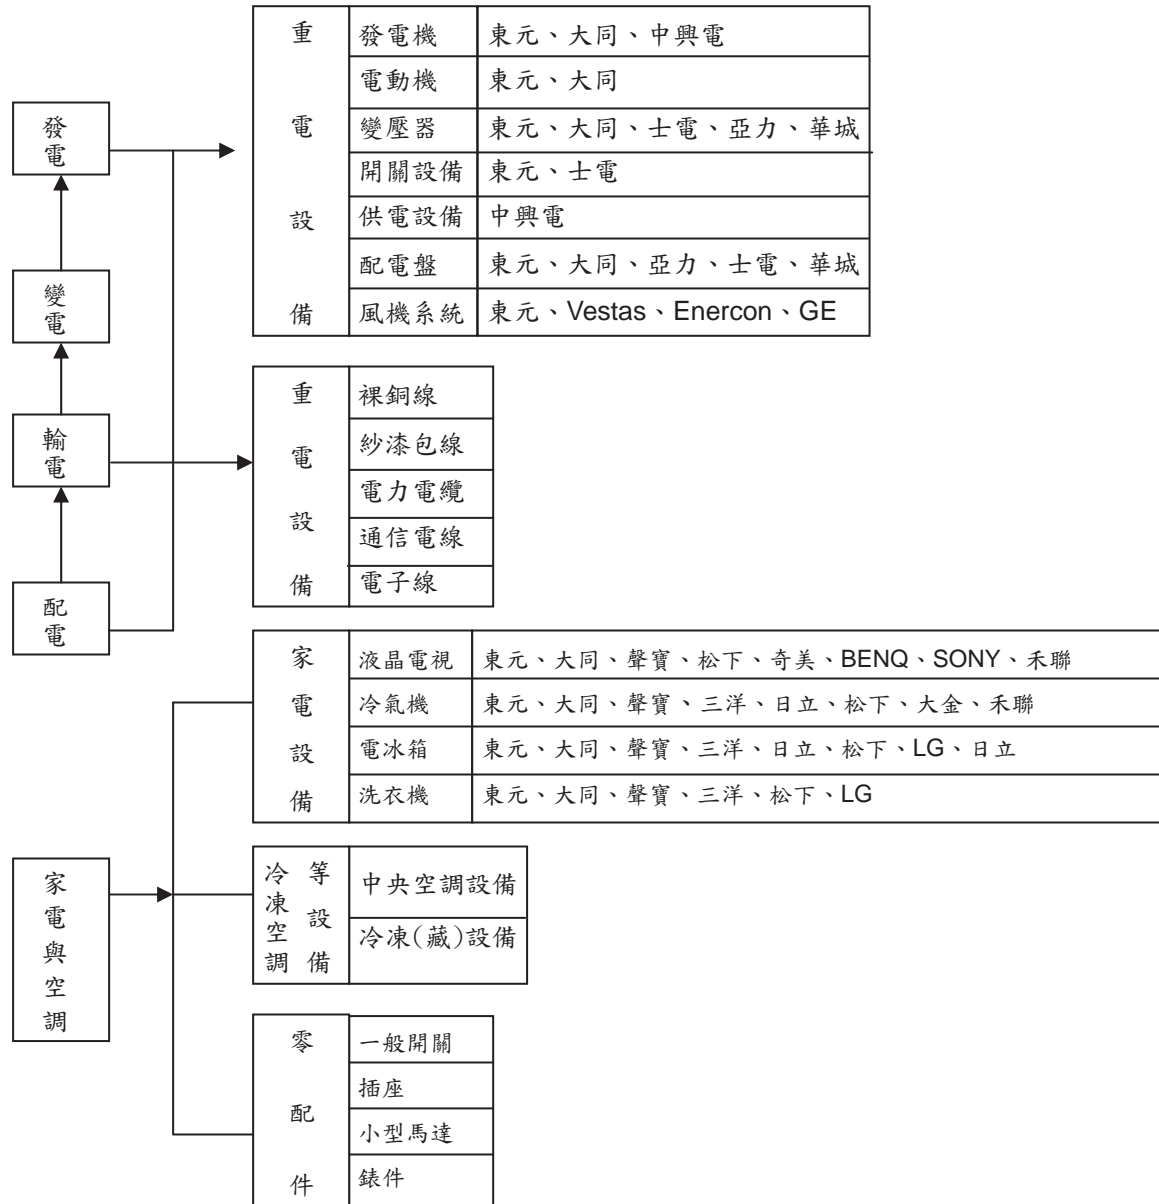 發電
變電
輸電
配電
重電設備
發電機 東元、大同、中興電
電動機 東元、大同
變壓器 東元、大同、士電、亞力、華城
開關設備 東元、士電
供電設備 中興電
配電盤 東元、大同、亞力、士電、華城
風機系統 東元、Vestas、Enercon、GE
重電設備
裸銅線
紗漆包線
電力電纜
通信電線
電子線
家電與空調
家電設備
液晶電視 東元、大同、聲寶、松下、奇美、BENQ、SONY、禾聯
冷氣機 東元、大同、聲寶、三洋、日立、松下、大金、禾聯
電冰箱 東元、大同、聲寶、三洋、日立、松下、LG、日立
洗衣機 東元、大同、聲寶、三洋、松下、LG
冷凍空調等設備
中央空調設備
冷凍(藏)設備
零配件
一般開關
插座
小型馬達
錶件